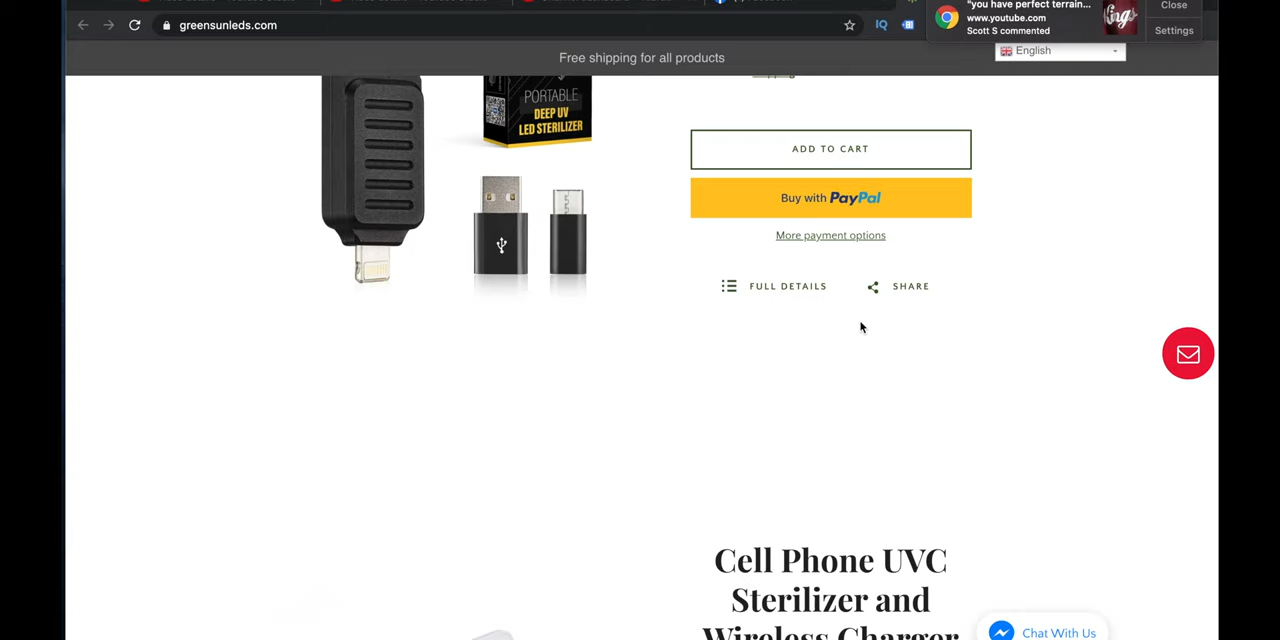 "you have perfect terrain...
www.youtube.com
Scott S commented
Close
Settings
greensunleds.com
IQ
Free shipping for all products
English
PORTABLE
DEEP UV
LED STERILIZER
ADD TO CART
Buy with PayPal
More payment options
FULL DETAILS
SHARE
Cell Phone UVC
Sterilizer and
Wireless Charger
Chat With Us